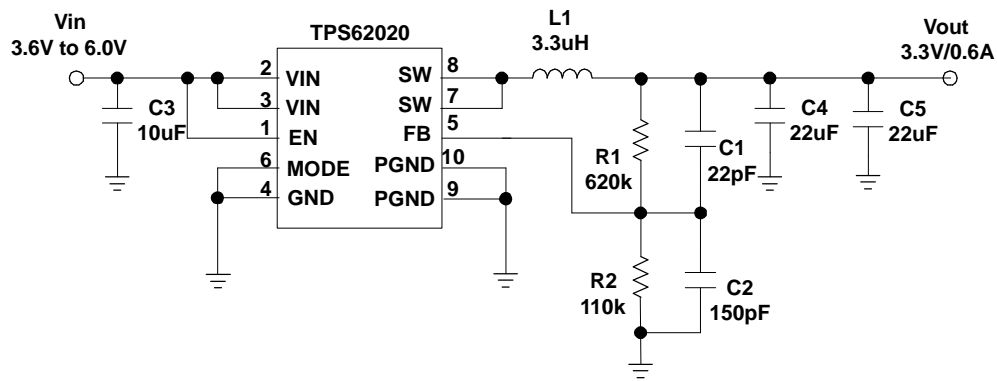 Vin
3.6V to 6.0V
TPS62020
L1
3.3uH
Vout
3.3V/0.6A
2 VIN
3 VIN
1 EN
6 MODE
4 GND
SW 8
SW 7
FB 5
PGND 10
PGND 9
C3
10uF
R1
620k
C1
22pF
C4
22uF
C5
22uF
R2
110k
C2
150pF